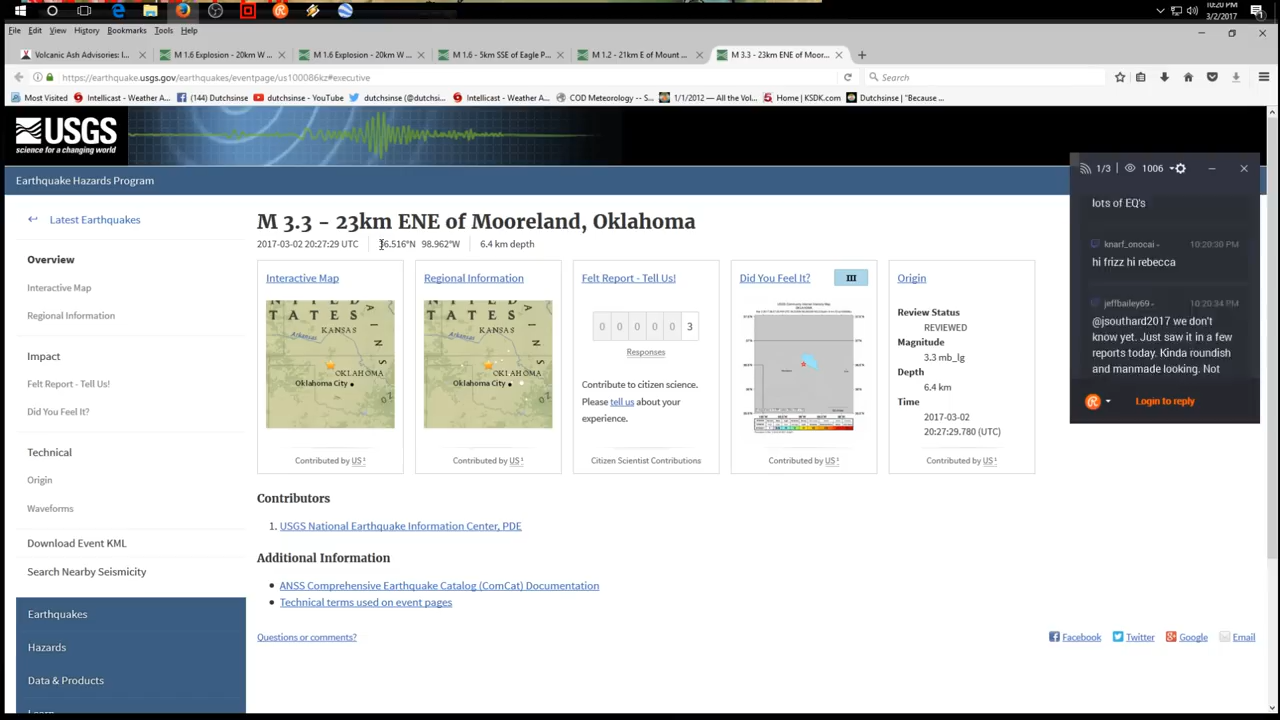 10:20 PM
3/2/2017
File Edit View History Bookmarks Tools Help
Volcanic Ash Advisories: I...
M 1.6 Explosion - 20km W ...
M 1.6 Explosion - 20km W ...
M 1.6 - 5km SSE of Eagle P...
M 1.2 - 21km E of Mount ...
M 3.3 - 23km ENE of Moor...
https://earthquake.usgs.gov/earthquakes/eventpage/us100086kz#executive
Search
Most Visited
Intellicast - Weather A...
(144) Dutchsinse
dutchsinse - YouTube
dutchsinse (@dutchsi...
Intellicast - Weather A...
COD Meteorology -- S...
1/1/2012 — All the Vol...
Home | KSDK.com
Dutchsinse | "Because ...
USGS
science for a changing world
Earthquake Hazards Program
Latest Earthquakes
Overview
Interactive Map
Regional Information
Impact
Felt Report - Tell Us!
Did You Feel It?
Technical
Origin
Waveforms
Download Event KML
Search Nearby Seismicity
Earthquakes
Hazards
Data & Products
Learn
M 3.3 - 23km ENE of Mooreland, Oklahoma
2017-03-02 20:27:29 UTC
36.516°N 98.962°W
6.4 km depth
Interactive Map
NITED
TATES
KANSAS
Arkansas
OKLAHOMA
Oklahoma City
Contributed by US 1
Regional Information
NITED
TATES
KANSAS
Arkansas
OKLAHOMA
Oklahoma City
Contributed by US 1
Felt Report - Tell Us!
0 0 0 0 0 3
Responses
Contribute to citizen science.
Please tell us about your
experience.
Citizen Scientist Contributions
Did You Feel It?
III
Contributed by US 1
Origin
Review Status
REVIEWED
Magnitude
3.3 mb_lg
Depth
6.4 km
Time
2017-03-02
20:27:29.780 (UTC)
Contributed by US 1
Contributors
1. USGS National Earthquake Information Center, PDE
Additional Information
ANSS Comprehensive Earthquake Catalog (ComCat) Documentation
Technical terms used on event pages
Questions or comments?
Facebook Twitter Google Email
1/3 1006
lots of EQ's
knarf_onocai 10:20:30 PM
hi frizz hi rebecca
jeffbailey69 10:20:34 PM
@jsouthard2017 we don't
know yet. Just saw it in a few
reports today. Kinda roundish
and manmade looking. Not
Login to reply